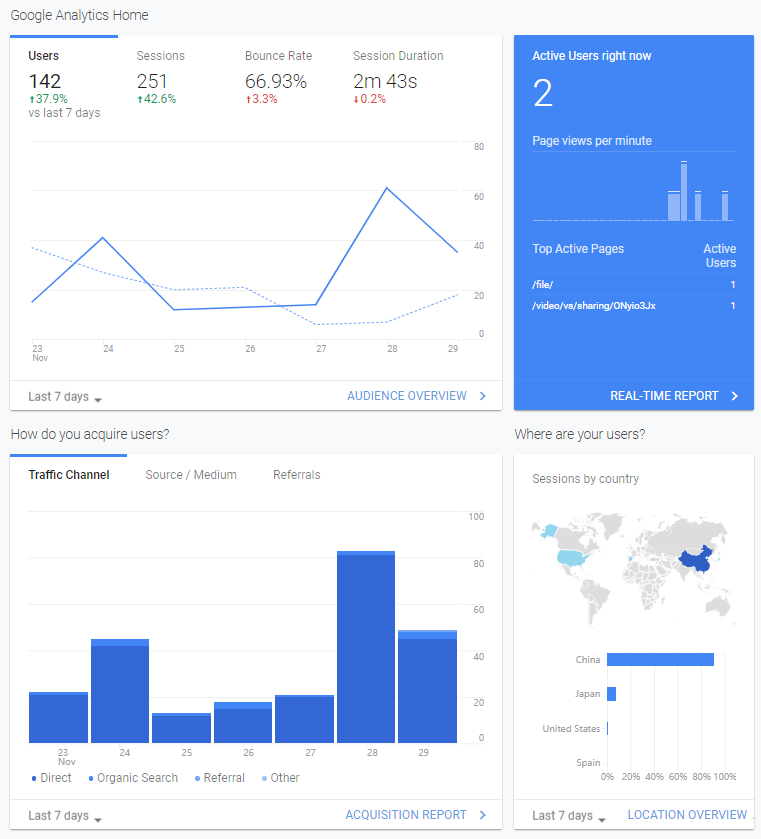 Google Analytics Home
Users Sessions Bounce Rate Session Duration
142 251 66.93% 2m 43s
↑37.9% ↑42.6% ↑3.3% ↓0.2%
vs last 7 days
80
60
40
20
0
23 24 25 26 27 28 29
Nov
Last 7 days AUDIENCE OVERVIEW
Active Users right now
2
Page views per minute
Top Active Pages Active
Users
/file/ 1
/video/va/sharing/ONyio3Jx 1
REAL-TIME REPORT
How do you acquire users?
Traffic Channel Source / Medium Referrals
100
80
60
40
20
0
23 24 25 26 27 28 29
Nov
Direct Organic Search Referral Other
Last 7 days ACQUISITION REPORT
Where are your users?
Sessions by country
China
Japan
United States
Spain
0% 20% 40% 60% 80% 100%
Last 7 days LOCATION OVERVIEW